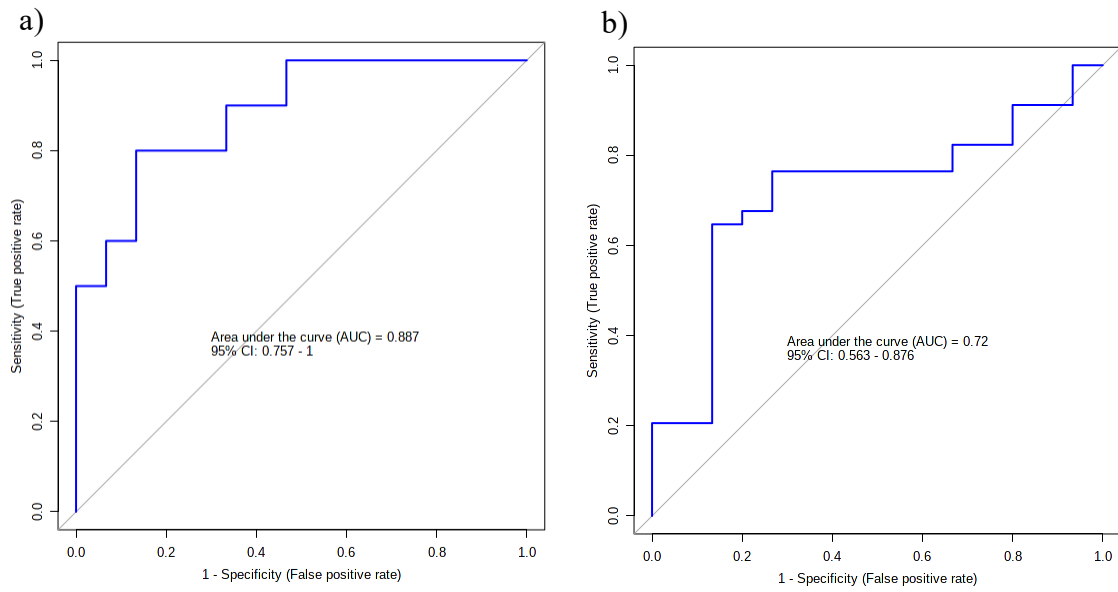 a)
1.0
0.8
0.6
0.4
0.2
0.0
Sensitivity (True positive rate)
Area under the curve (AUC) = 0.887
95% CI: 0.757 - 1
0.0 0.2 0.4 0.6 0.8 1.0
1 - Specificity (False positive rate)
b)
1.0
0.8
0.6
0.4
0.2
0.0
Sensitivity (True positive rate)
Area under the curve (AUC) = 0.72
95% CI: 0.563 - 0.876
0.0 0.2 0.4 0.6 0.8 1.0
1 - Specificity (False positive rate)